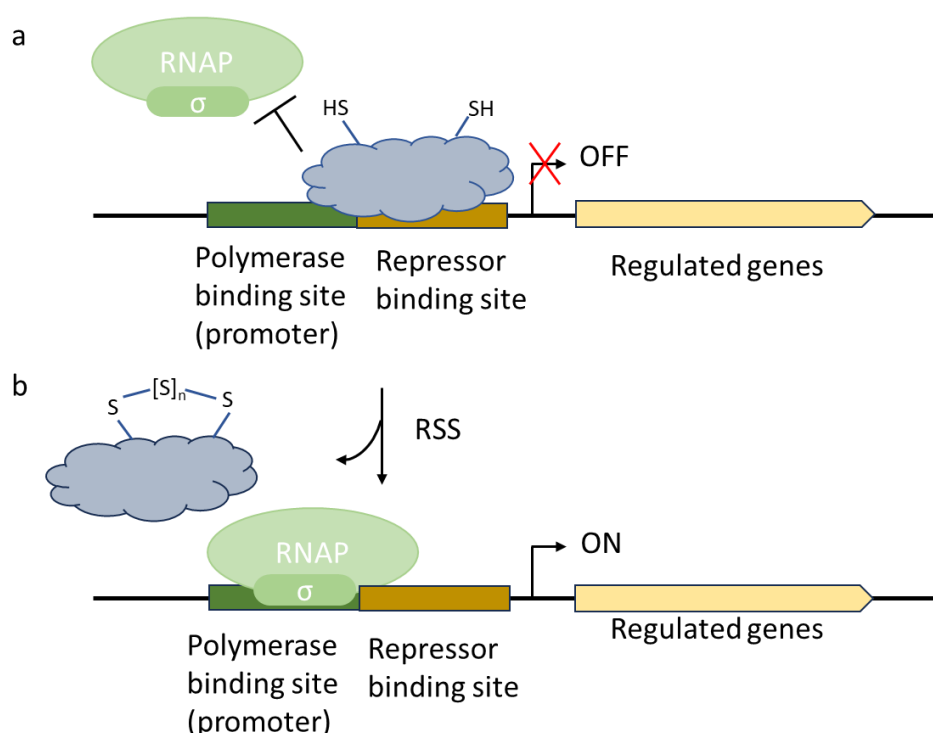 a
RNAP
σ
HS
SH
OFF
Polymerase
binding site
(promoter)
Repressor
binding site
Regulated genes
b
S
[S]n
S
RSS
RNAP
σ
ON
Polymerase
binding site
(promoter)
Repressor
binding site
Regulated genes